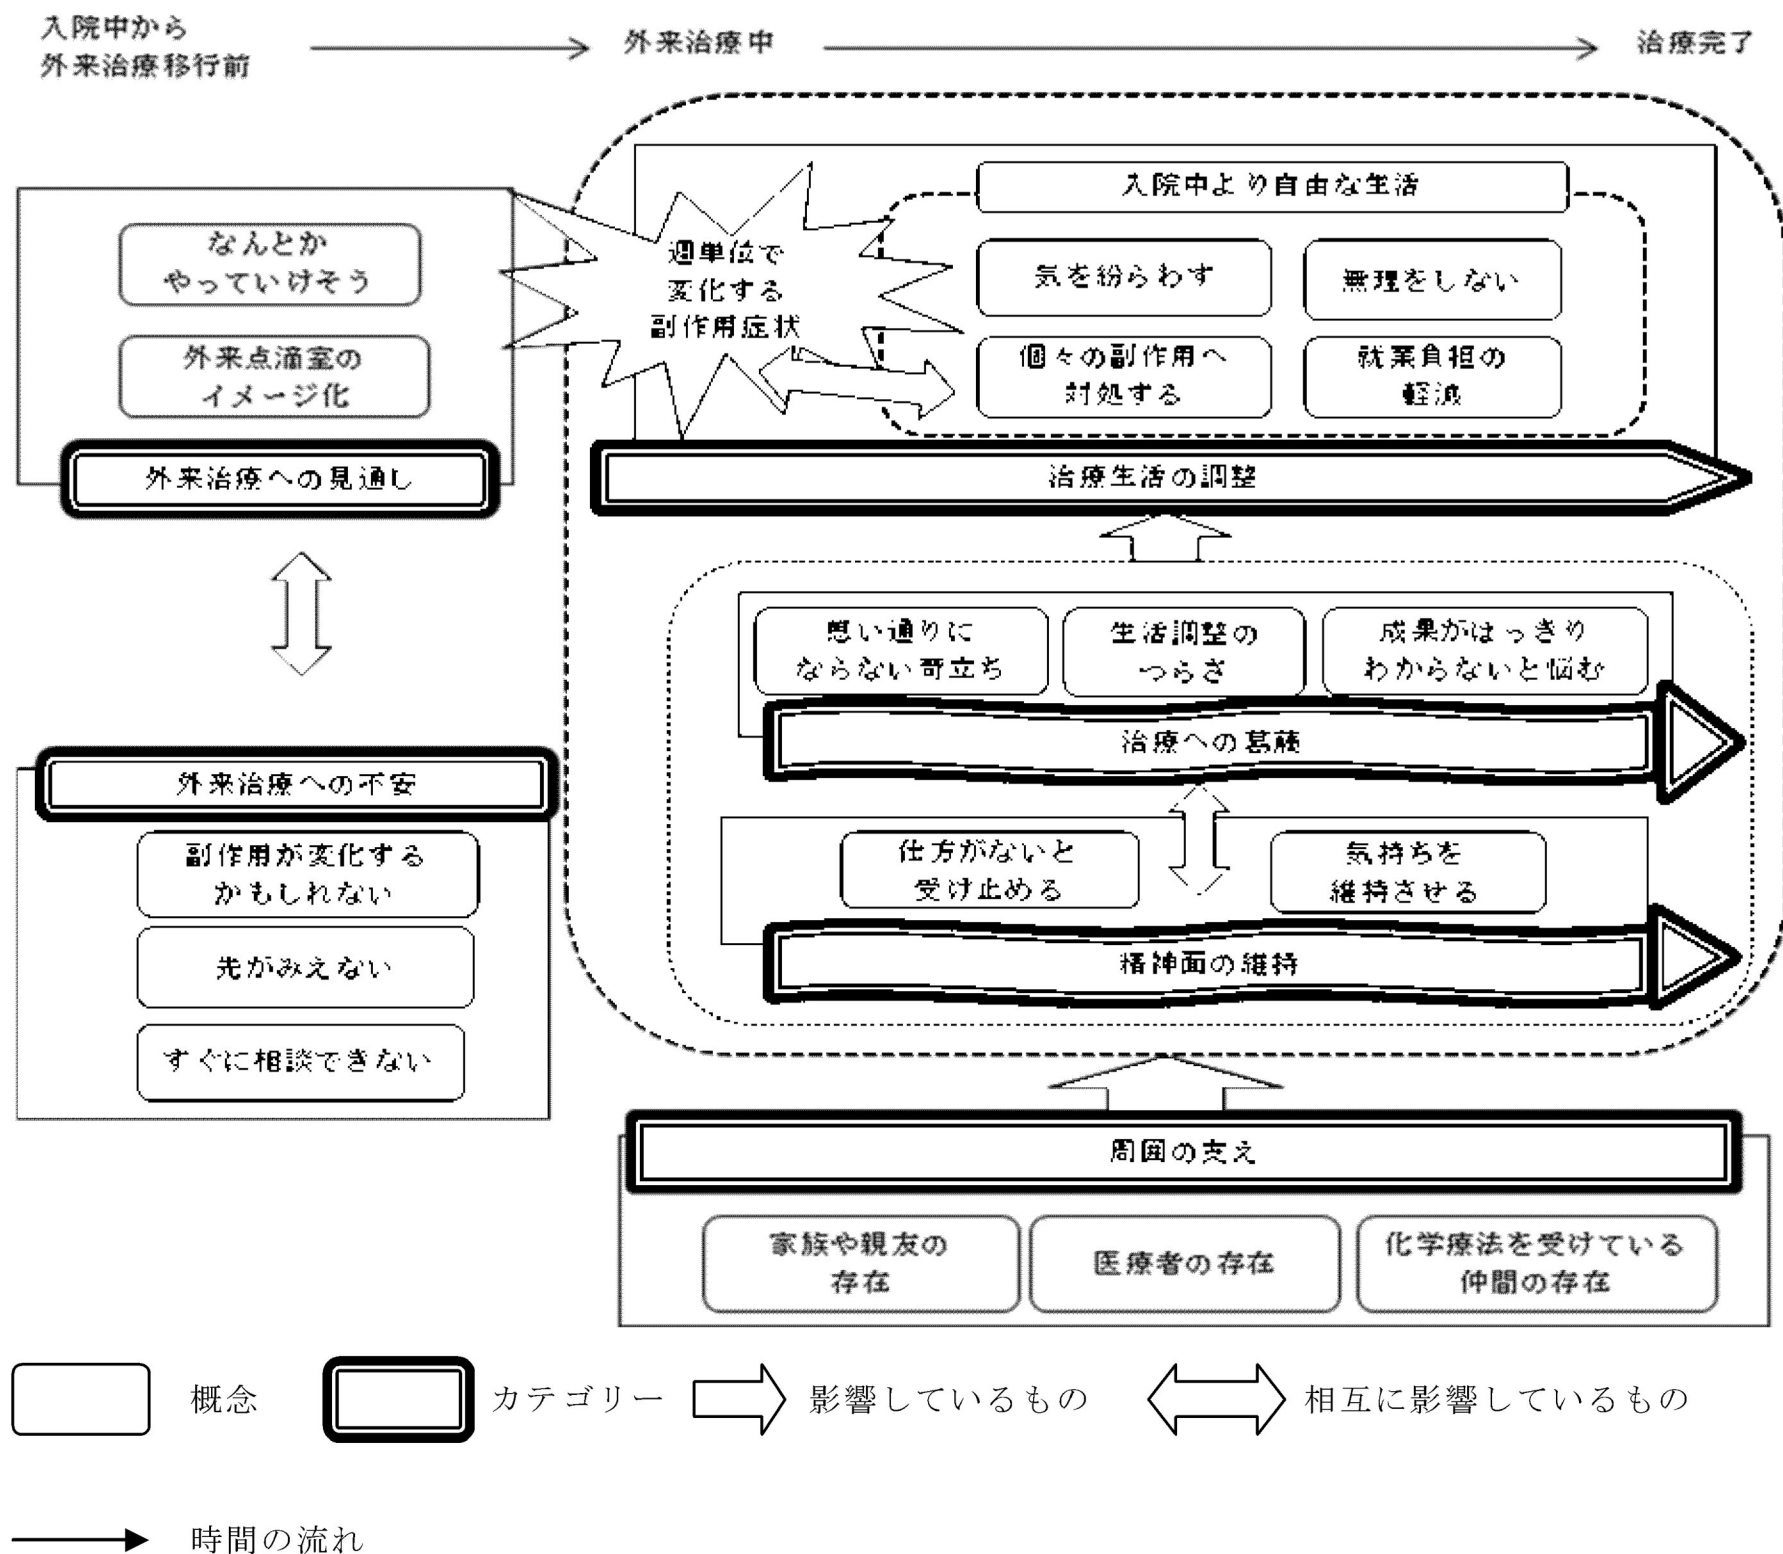 入院中から
外来治療移行前
外来治療中
治療完了
なんとか
やっていけそう
外来点滴室の
イメージ化
外来治療への見通し
週単位で
変化する
副作用症状
入院中より自由な生活
気を紛らわす
無理をしない
個々の副作用へ
対処する
就業負担の
軽減
治療生活の調整
思い通りに
ならない苛立ち
生活調整の
つらさ
成果がはっきり
わからないと悩む
治療への葛藤
外来治療への不安
副作用が変化する
かもしれない
先がみえない
すぐに相談できない
仕方がないと
受け止める
気持ちを
維持させる
精神面の維持
周囲の支え
家族や親友の
存在
医療者の存在
化学療法を受けている
仲間の存在
概念
カテゴリー
影響しているもの
相互に影響しているもの
時間の流れ